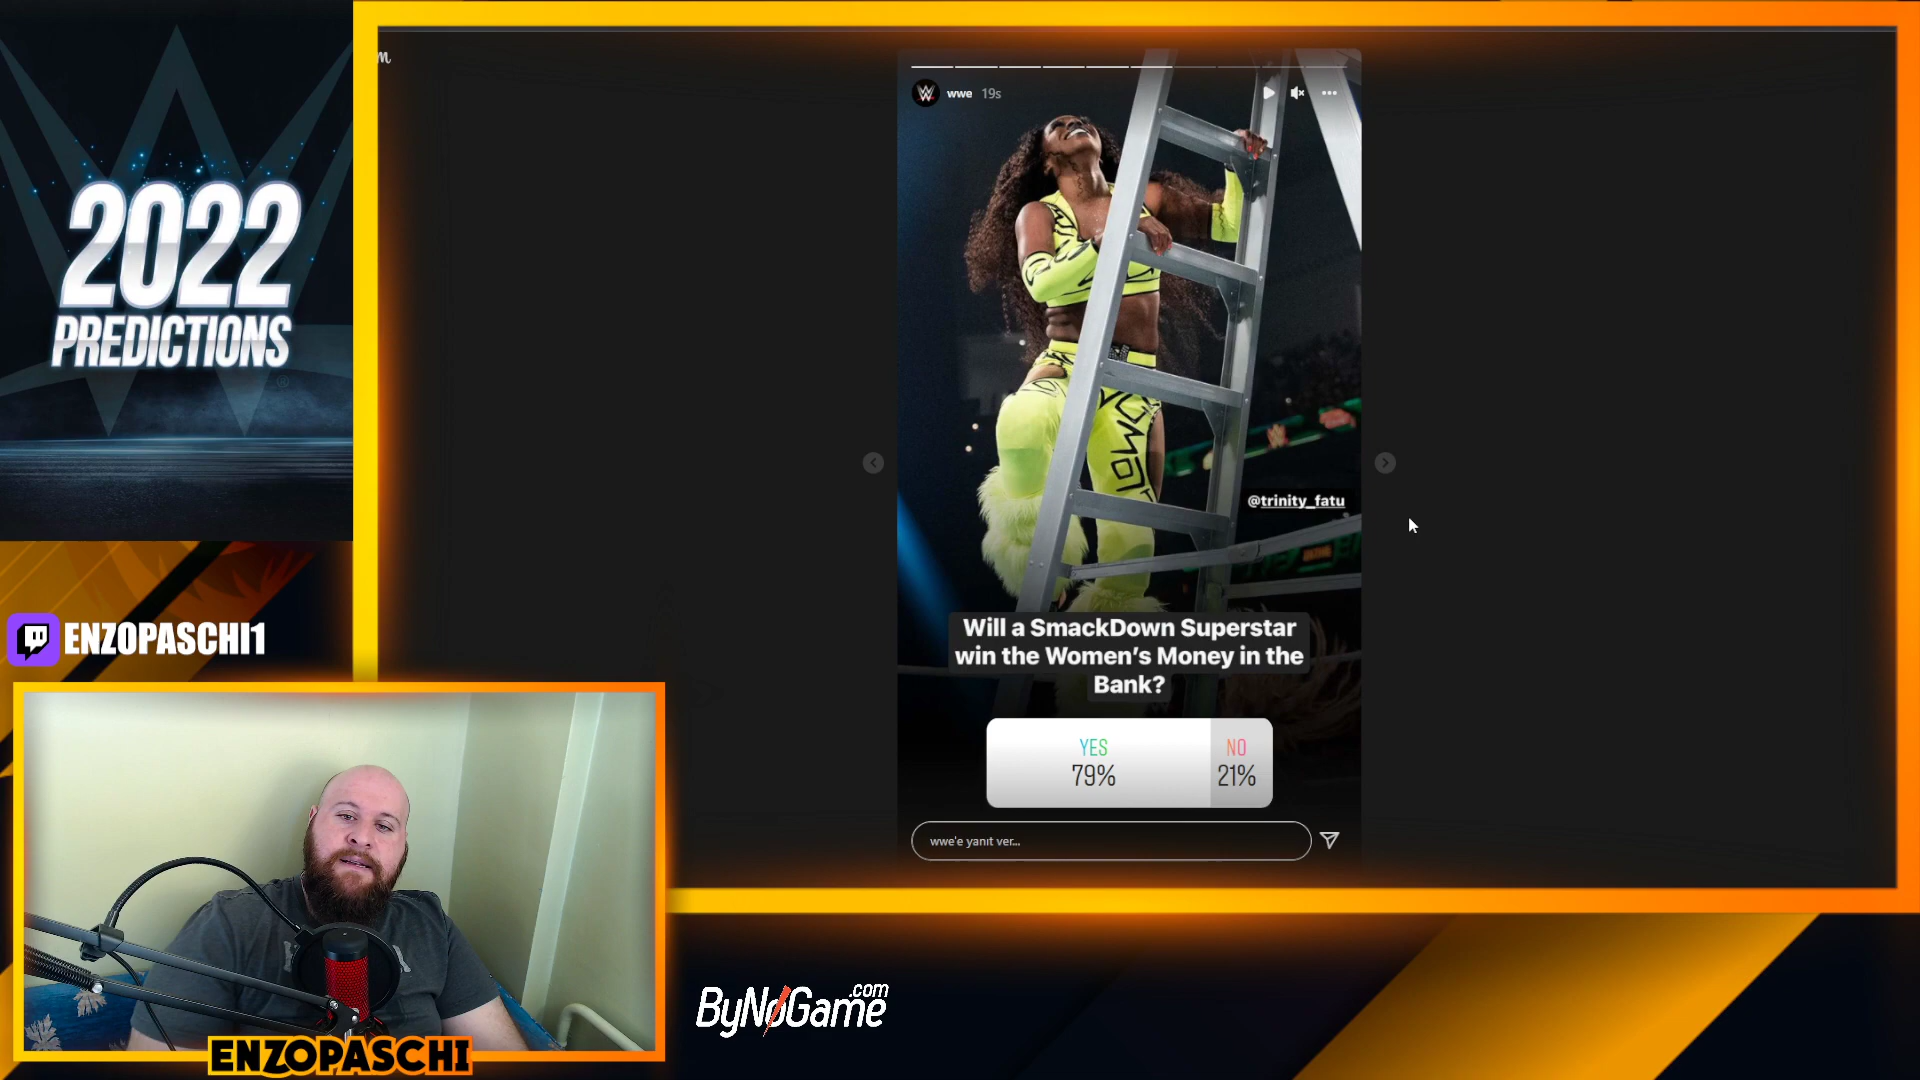 2022
PREDICTIONS
ENZOPASCHI1
ENZOPASCHI
m
wwe 19s
@trinity_fatu
Will a SmackDown Superstar
win the Women's Money in the
Bank?
YES
79%
NO
21%
wwe'e yanıt ver...
ByNoGame.com